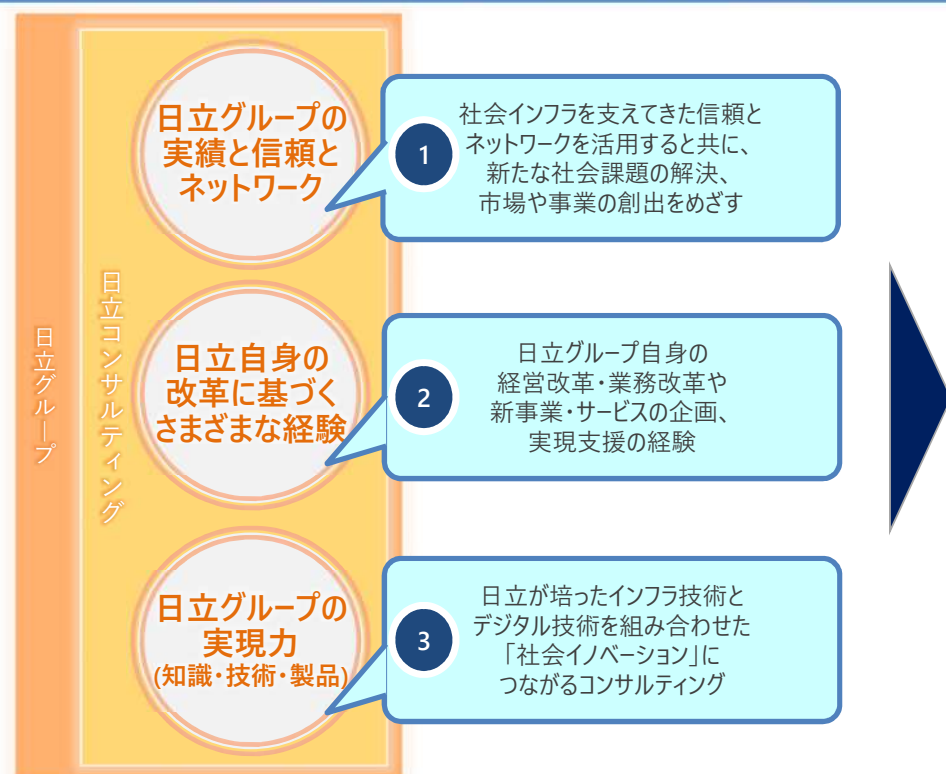 日立グループ
日立コンサルティング
日立グループの
実績と信頼と
ネットワーク
1
社会インフラを支えてきた信頼と
ネットワークを活用すると共に、
新たな社会課題の解決、
市場や事業の創出をめざす
日立自身の
改革に基づく
さまざまな経験
2
日立グループ自身の
経営改革・業務改革や
新事業・サービスの企画、
実現支援の経験
日立グループの
実現力
(知識・技術・製品)
3
日立が培ったインフラ技術と
デジタル技術を組み合わせた
「社会イノベーション」に
つながるコンサルティング